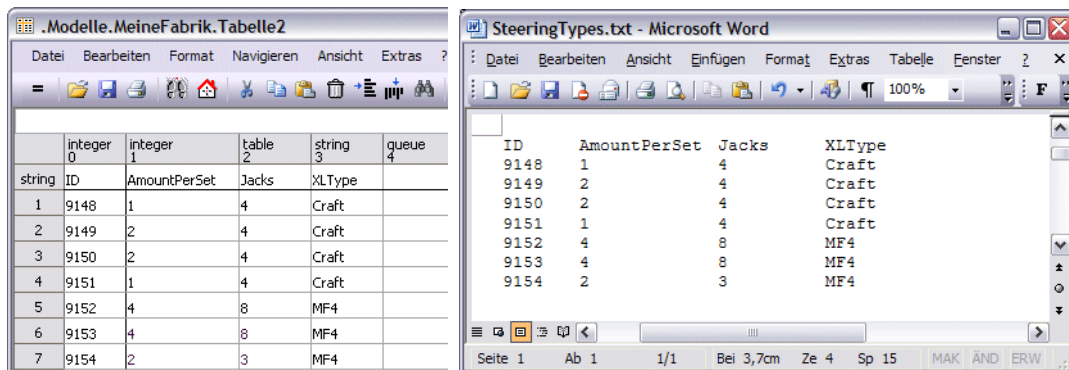 .Modelle.MeineFabrik.Tabelle2
Datei Bearbeiten Format Navigieren Ansicht Extras ?
integer integer table string queue
0 1 2 3 4
string ID AmountPerSet Jacks XLType
1 9148 1 4 Craft
2 9149 2 4 Craft
3 9150 2 4 Craft
4 9151 1 4 Craft
5 9152 4 8 MF4
6 9153 4 8 MF4
7 9154 2 3 MF4
SteeringTypes.txt - Microsoft Word
Datei Bearbeiten Ansicht Einfügen Format Extras Tabelle Fenster ?
100% F
ID AmountPerSet Jacks XLType
9148 1 4 Craft
9149 2 4 Craft
9150 2 4 Craft
9151 1 4 Craft
9152 4 8 MF4
9153 4 8 MF4
9154 2 3 MF4
Seite 1 Ab 1 1/1 Bei 3,7cm Ze 4 Sp 15 MAK ÄND ERW